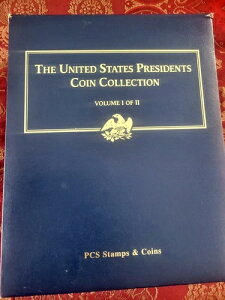 THE UNITED STATES PRESIDENTS
COIN COLLECTION
VOLUME I OF II
PCS Stamps & Coins